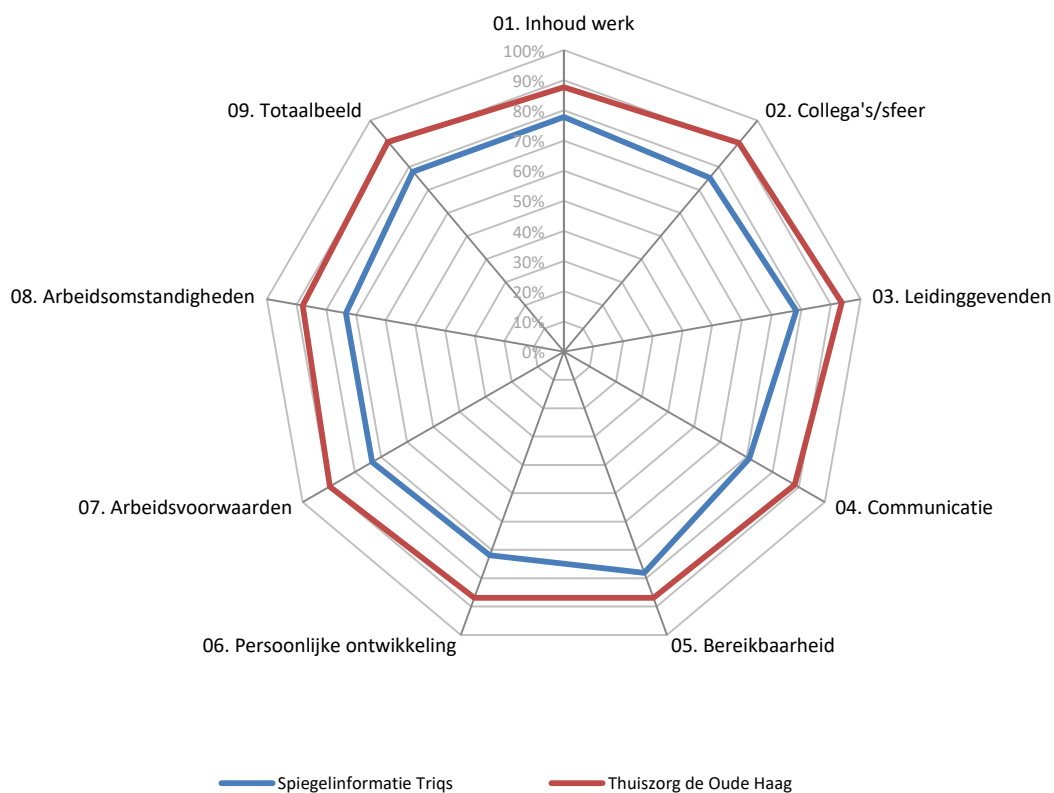 01. Inhoud werk
100%
90%
80%
70%
60%
50%
40%
30%
20%
10%
0%
02. Collega's/sfeer
03. Leidinggevenden
04. Communicatie
05. Bereikbaarheid
06. Persoonlijke ontwikkeling
07. Arbeidsvoorwaarden
08. Arbeidsomstandigheden
09. Totaalbeeld
Spiegelinformatie Triqs
Thuiszorg de Oude Haag